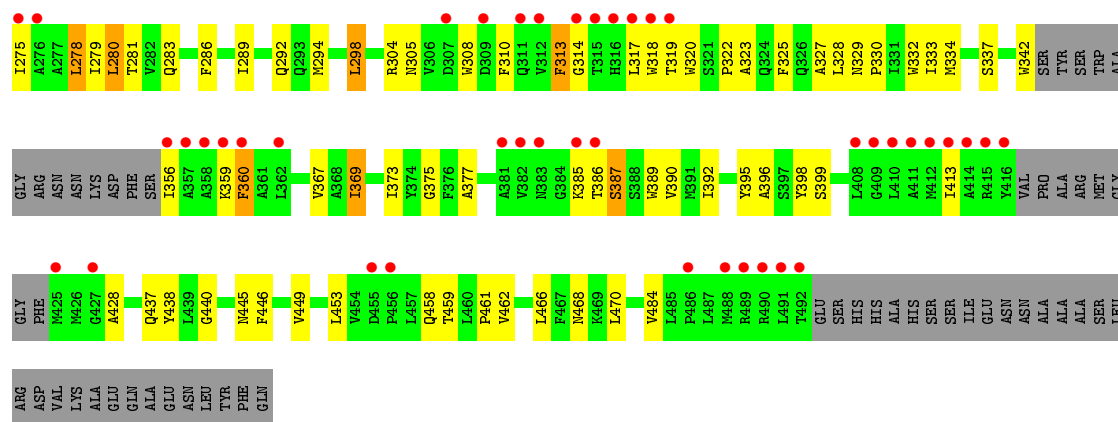 I275 A276 A277 L278 I279 L280 T281 V282 Q283 F286 I289 Q292 Q293 M294 L298 R304 N305 V306 D307 W308 D309 F310 Q311 V312 F313 G314 T315 H316 L317 W318 T319 W320 S321 P322 A323 Q324 F325 Q326 A327 L328 N329 P330 I331 W332 I333 M334 S337 W342 SER TYR SER TRP ALA
GLY ARG ASN ASN LYS ASP PHE SER I356 A357 A358 K359 F360 A361 L362 V367 A368 I369 I373 Y374 G375 F376 A377 A381 V382 N383 G384 K385 T386 S387 S388 W389 V390 M391 I392 Y395 A396 S397 Y398 S399 L408 G409 L410 A411 M412 I413 A414 R415 Y416 VAL PRO ALA ARG MET GLY
GLY PHE M425 M426 G427 A428 Q437 Y438 L439 G440 N445 F446 V449 L453 V454 D455 P456 L457 Q458 T459 L460 P461 V462 L466 F467 N468 K469 L470 V484 L485 P486 L487 M488 R489 R490 L491 T492 GLU SER HIS HIS ALA HIS SER SER ILE GLU ASN ASN ALA ALA ALA SER LEU
ARG ASP VAL LYS ALA GLU GLN ALA GLU ASN LEU TYR PHE GLN